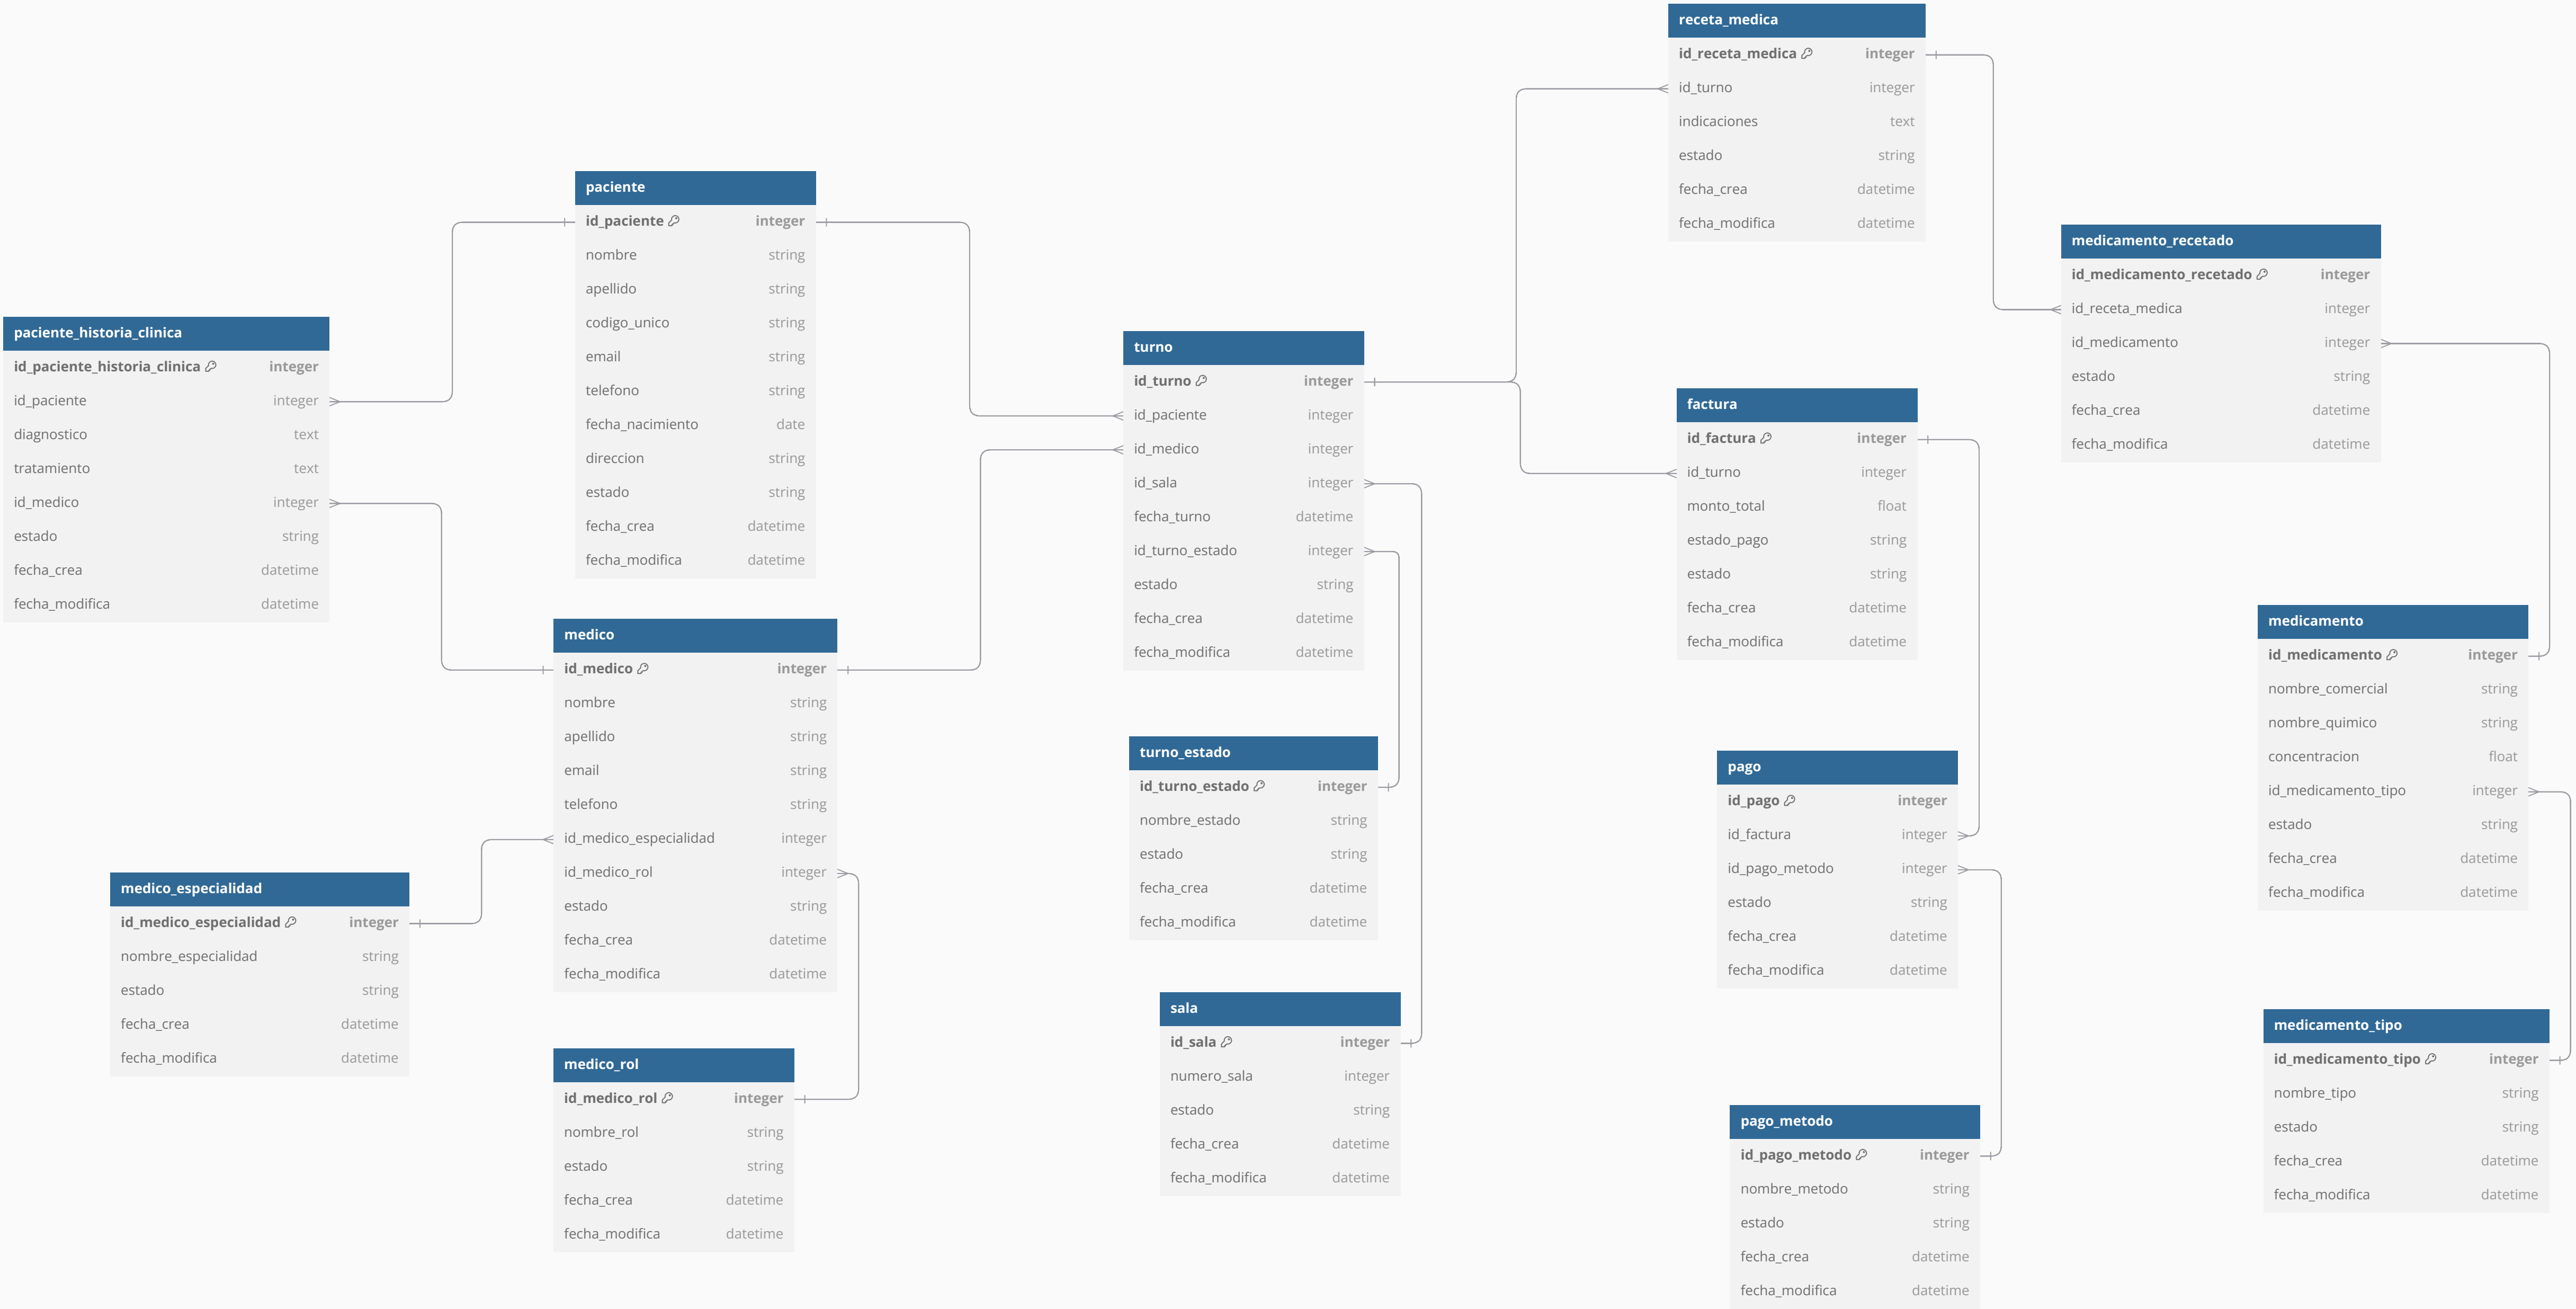 receta_medica
id_receta_medica integer
id_turno integer
indicaciones text
estado string
fecha_crea datetime
fecha_modifica datetime
paciente
id_paciente integer
nombre string
apellido string
codigo_unico string
email string
telefono string
fecha_nacimiento date
direccion string
estado string
fecha_crea datetime
fecha_modifica datetime
medicamento_recetado
id_medicamento_recetado integer
id_receta_medica integer
id_medicamento integer
estado string
fecha_crea datetime
fecha_modifica datetime
paciente_historia_clinica
id_paciente_historia_clinica integer
id_paciente integer
diagnostico text
tratamiento text
id_medico integer
estado string
fecha_crea datetime
fecha_modifica datetime
turno
id_turno integer
id_paciente integer
id_medico integer
id_sala integer
fecha_turno datetime
id_turno_estado integer
estado string
fecha_crea datetime
fecha_modifica datetime
factura
id_factura integer
id_turno integer
monto_total float
estado_pago string
estado string
fecha_crea datetime
fecha_modifica datetime
medico
id_medico integer
nombre string
apellido string
email string
telefono string
id_medico_especialidad integer
id_medico_rol integer
estado string
fecha_crea datetime
fecha_modifica datetime
medicamento
id_medicamento integer
nombre_comercial string
nombre_quimico string
concentracion float
id_medicamento_tipo integer
estado string
fecha_crea datetime
fecha_modifica datetime
turno_estado
id_turno_estado integer
nombre_estado string
estado string
fecha_crea datetime
fecha_modifica datetime
pago
id_pago integer
id_factura integer
id_pago_metodo integer
estado string
fecha_crea datetime
fecha_modifica datetime
medico_especialidad
id_medico_especialidad integer
nombre_especialidad string
estado string
fecha_crea datetime
fecha_modifica datetime
sala
id_sala integer
numero_sala integer
estado string
fecha_crea datetime
fecha_modifica datetime
medicamento_tipo
id_medicamento_tipo integer
nombre_tipo string
estado string
fecha_crea datetime
fecha_modifica datetime
medico_rol
id_medico_rol integer
nombre_rol string
estado string
fecha_crea datetime
fecha_modifica datetime
pago_metodo
id_pago_metodo integer
nombre_metodo string
estado string
fecha_crea datetime
fecha_modifica datetime